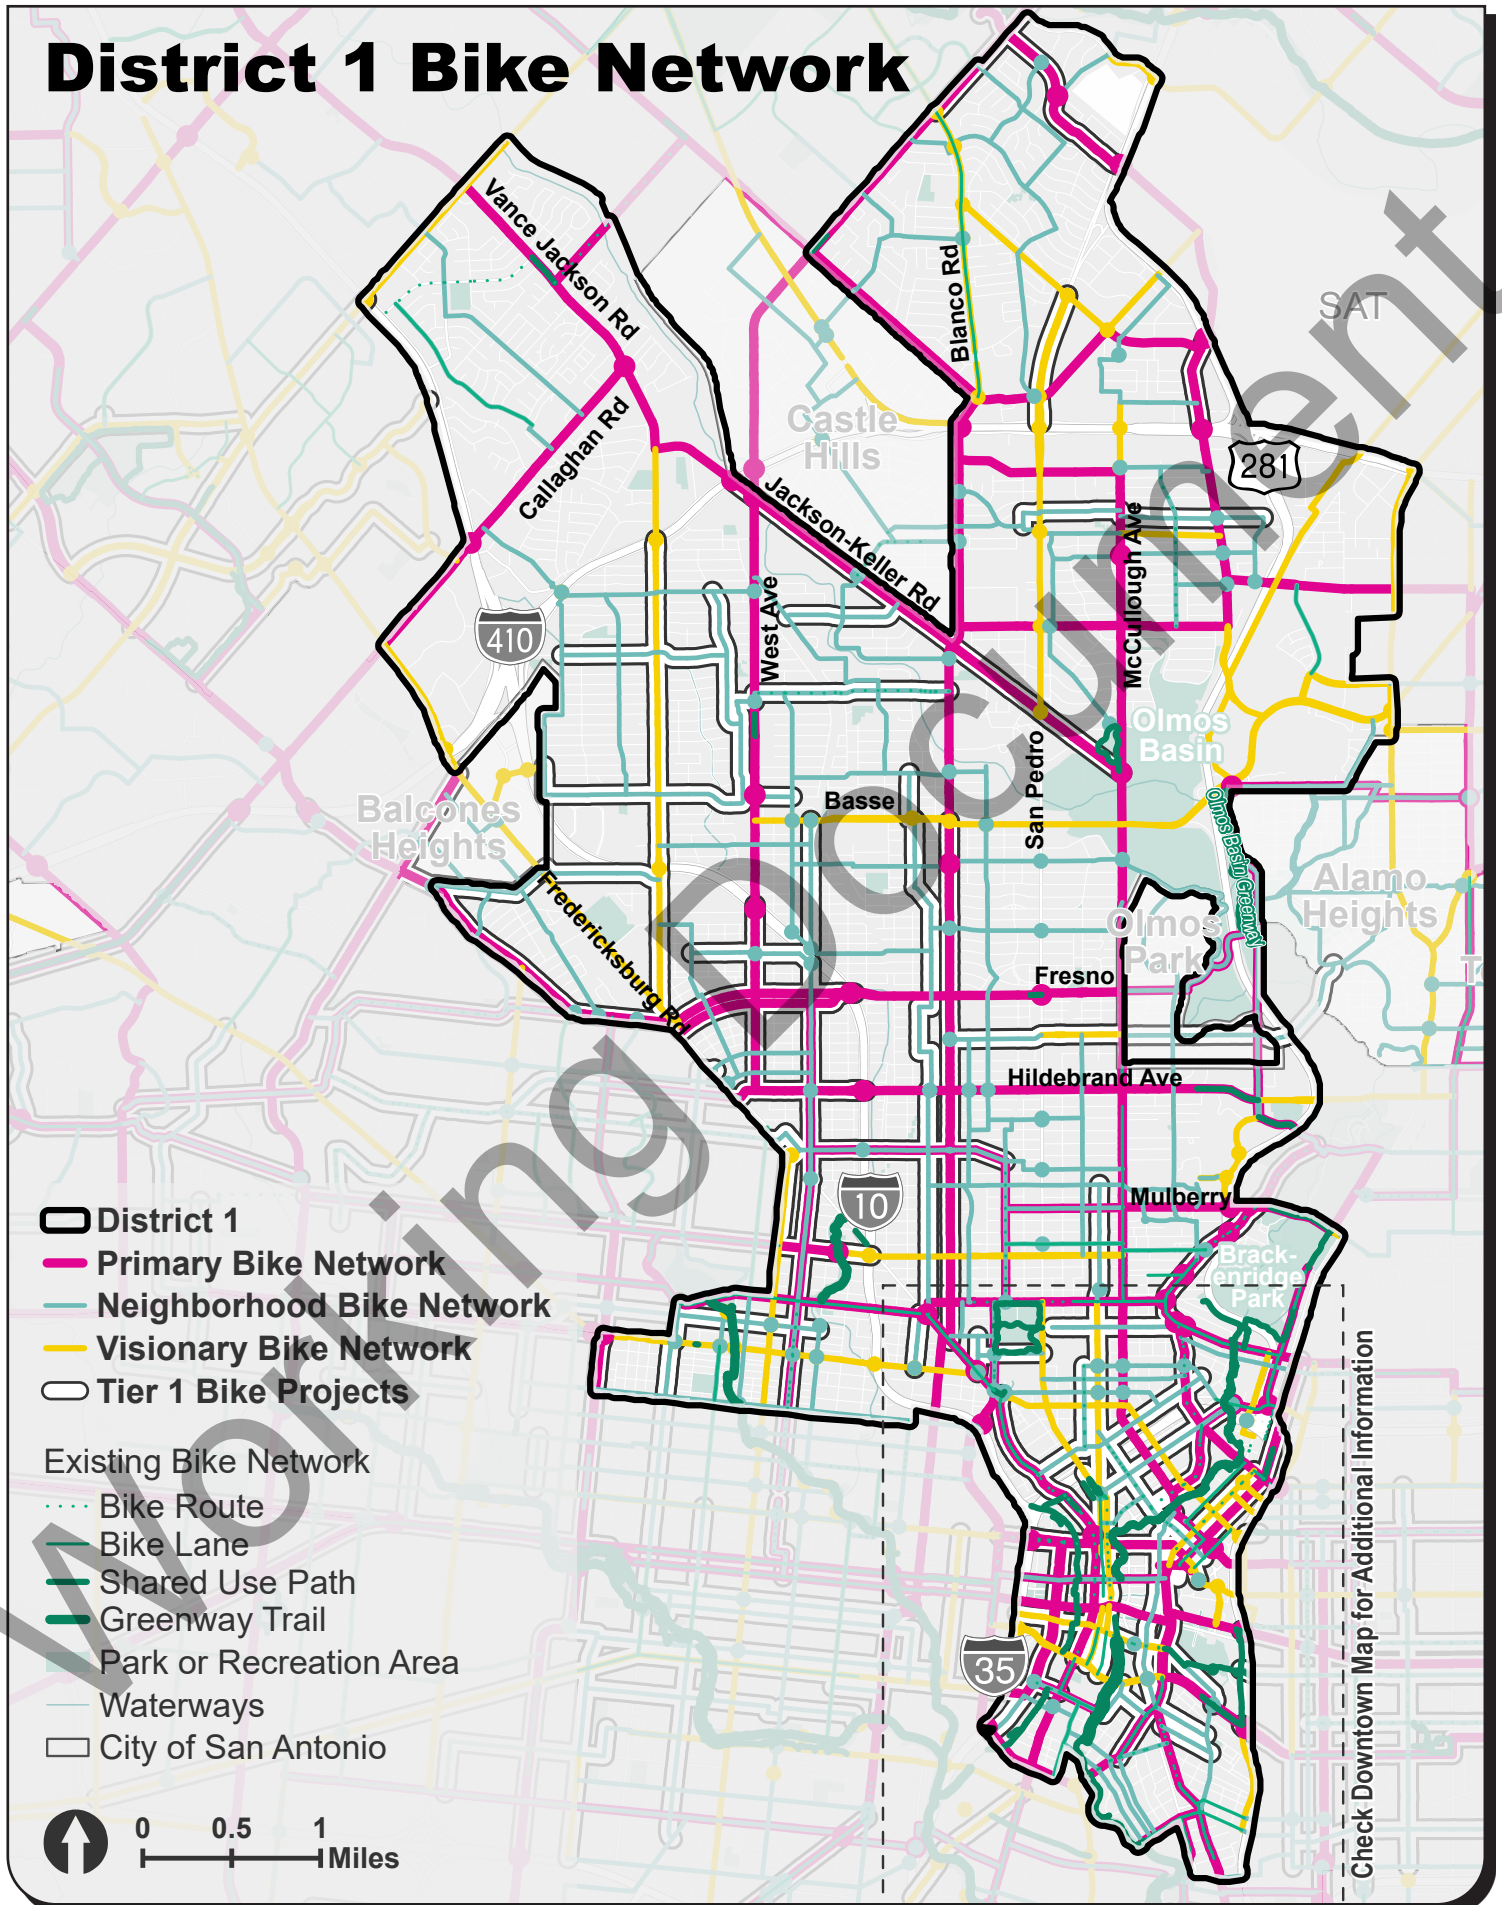 District 1 Bike Network
Vance Jackson Rd
Blanco Rd
SAT
Castle
Hills
281
Callaghan Rd
Jackson-Keller Rd
McCullough Ave
410
West Ave
Olmos
Basin
San Pedro
Balcones
Heights
Basse
Olmos Basin Greenway
Fredericksburg Rd
Alamo
Heights
Olmos
Park
Fresno
T
Hildebrand Ave
10
Mulberry
Brack-
enridge
Park
District 1
Primary Bike Network
Neighborhood Bike Network
Visionary Bike Network
Tier 1 Bike Projects
Existing Bike Network
Bike Route
Bike Lane
Shared Use Path
Greenway Trail
Park or Recreation Area
Waterways
City of San Antonio
35
0 0.5 1
Miles
Check Downtown Map for Additional Information
Working Document